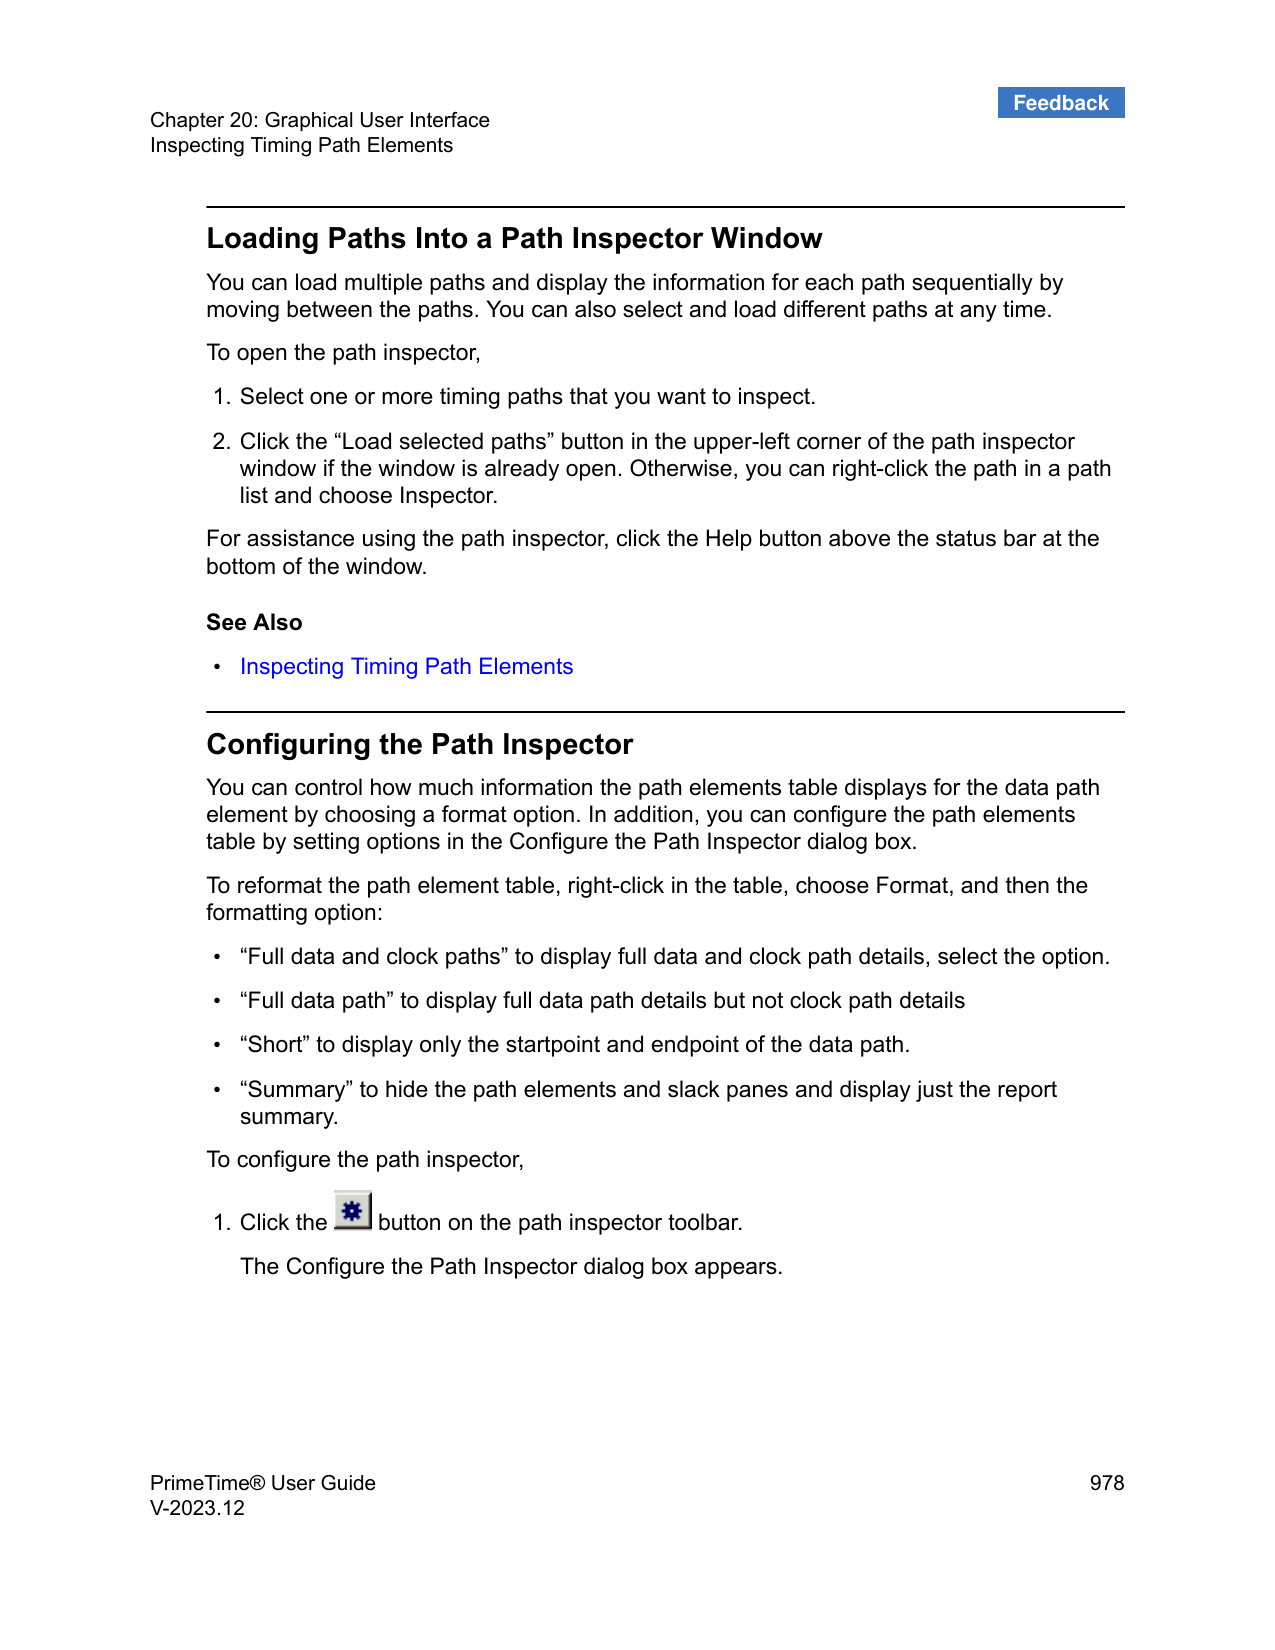 Feedback
Chapter 20: Graphical User Interface
Inspecting Timing Path Elements
Loading Paths Into a Path Inspector Window
You can load multiple paths and display the information for each path sequentially by
moving between the paths. You can also select and load different paths at any time.
To open the path inspector,
1. Select one or more timing paths that you want to inspect.
2. Click the “Load selected paths” button in the upper-left corner of the path inspector
window if the window is already open. Otherwise, you can right-click the path in a path
list and choose Inspector.
For assistance using the path inspector, click the Help button above the status bar at the
bottom of the window.
See Also
• Inspecting Timing Path Elements
Configuring the Path Inspector
You can control how much information the path elements table displays for the data path
element by choosing a format option. In addition, you can configure the path elements
table by setting options in the Configure the Path Inspector dialog box.
To reformat the path element table, right-click in the table, choose Format, and then the
formatting option:
• “Full data and clock paths” to display full data and clock path details, select the option.
• “Full data path” to display full data path details but not clock path details
• “Short” to display only the startpoint and endpoint of the data path.
• “Summary” to hide the path elements and slack panes and display just the report
summary.
To configure the path inspector,
1. Click the button on the path inspector toolbar.
The Configure the Path Inspector dialog box appears.
PrimeTime® User Guide 978
V-2023.12